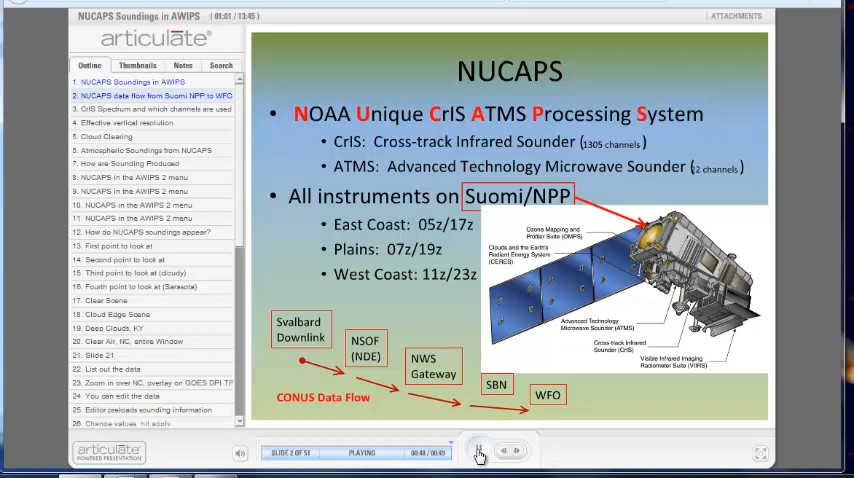 NUCAPS Soundings in AWIPS (01:01 / 13:45)
ATTACHMENTS
articulate®
Outline Thumbnails Notes Search
1. NUCAPS Soundings in AWIPS
2. NUCAPS data flow from Suomi NPP to WFO
3. CrIS Spectrum and which channels are used
4. Effective vertical resolution
5. Cloud Clearing
6. Atmospheric Soundings from NUCAPS
7. How are Sounding Produced
8. NUCAPS in the AWIPS 2 menu
9. NUCAPS in the AWIPS 2 menu
10. NUCAPS in the AWIPS 2 menu
11. NUCAPS in the AWIPS 2 menu
12. How do NUCAPS soundings appear?
13. First point to look at
14. Second point to look at
15. Third point to look at (cloudy)
16. Fourth point to look at (Sarasota)
17. Clear Scene
18. Cloud Edge Scene
19. Deep Clouds, KY
20. Clear Air, NC, entire Window
21. Slide 21
22. List out the data
23. Zoom in over NC, overlay on GOES DPI TP
24. You can edit the data
25. Editor preloads sounding information
26. Change values, hit apply
articulate
POWERED PRESENTATION
NUCAPS
• NOAA Unique CrIS ATMS Processing System
• CrIS: Cross-track Infrared Sounder (1305 channels)
• ATMS: Advanced Technology Microwave Sounder (22 channels)
• All instruments on Suomi/NPP
• East Coast: 05z/17z
• Plains: 07z/19z
• West Coast: 11z/23z
Ozone Mapping and
Profiler Suite (OMPS)
Clouds and the Earth's
Radiant Energy System
(CERES)
Advanced Technology
Microwave Sounder (ATMS)
Cross-track Infrared
Sounder (CrIS)
Visible Infrared Imaging
Radiometer Suite (VIIRS)
Svalbard
Downlink
NSOF
(NDE)
NWS
Gateway
SBN
WFO
CONUS Data Flow
SLIDE 2 OF 51 PLAYING 00:48 / 00:49